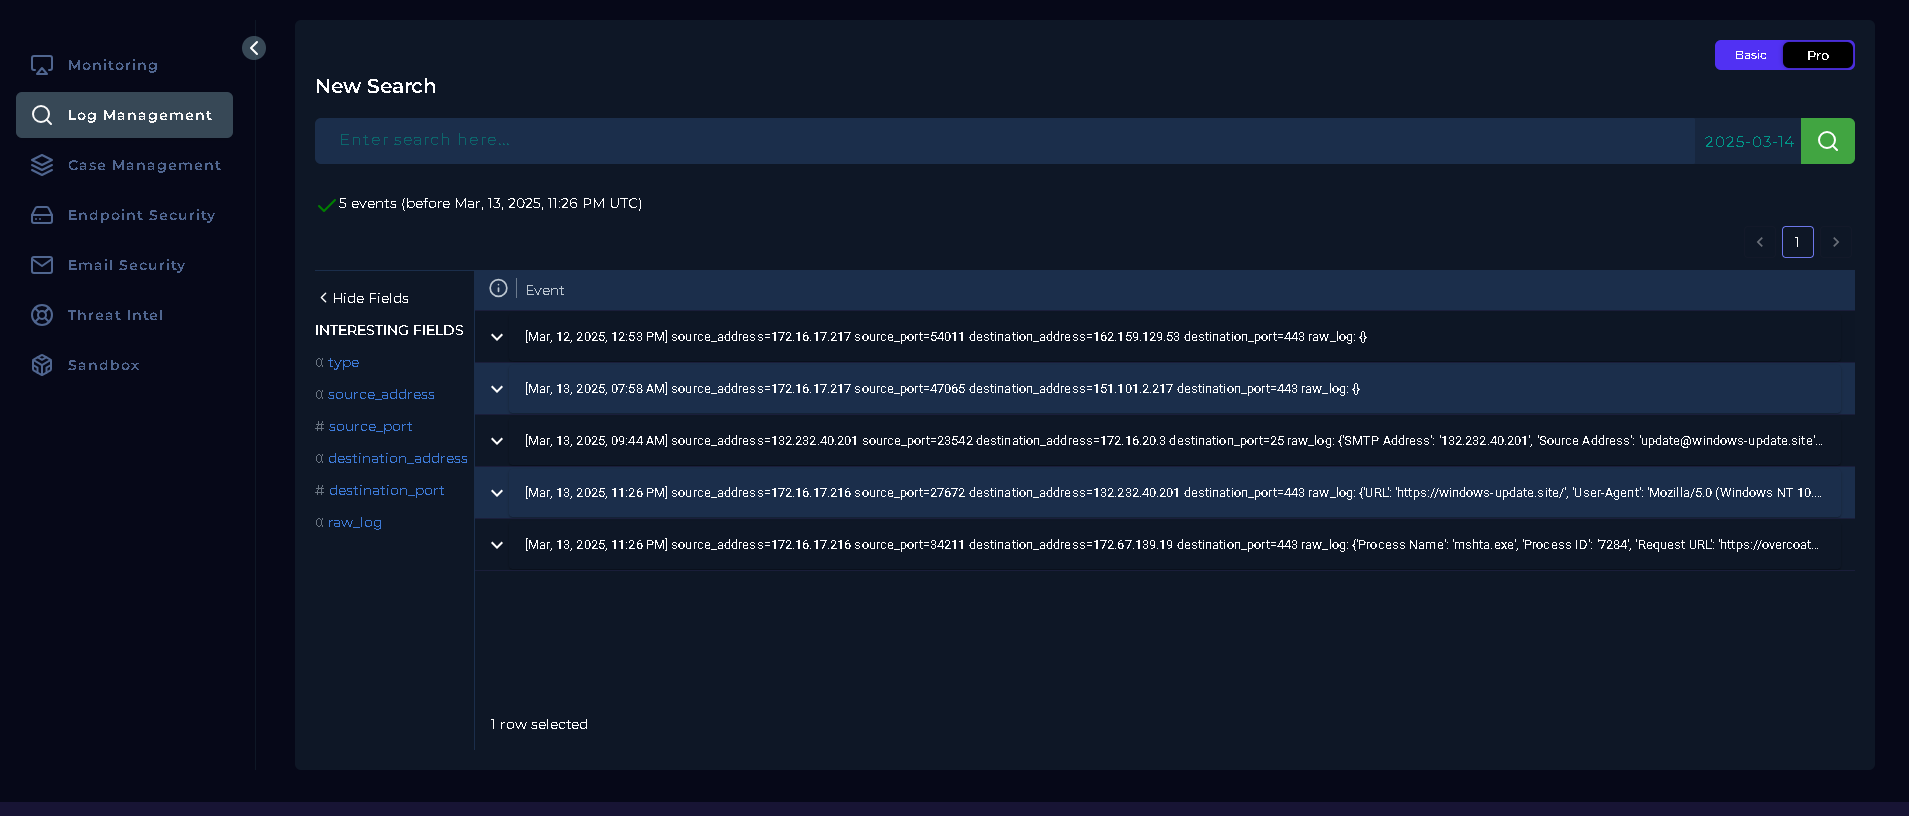 Monitoring
Log Management
Case Management
Endpoint Security
Email Security
Threat Intel
Sandbox
Basic
Pro
New Search
Enter search here...
2025-03-14
5 events (before Mar, 13, 2025, 11:26 PM UTC)
1
Hide Fields
INTERESTING FIELDS
α type
α source_address
# source_port
α destination_address
# destination_port
α raw_log
Event
[Mar, 12, 2025, 12:53 PM] source_address=172.16.17.217 source_port=54011 destination_address=162.159.129.53 destination_port=443 raw_log: {}
[Mar, 13, 2025, 07:58 AM] source_address=172.16.17.217 source_port=47065 destination_address=151.101.2.217 destination_port=443 raw_log: {}
[Mar, 13, 2025, 09:44 AM] source_address=132.232.40.201 source_port=23542 destination_address=172.16.20.3 destination_port=25 raw_log: {'SMTP Address': '132.232.40.201', 'Source Address': 'update@windows-update.site'...
[Mar, 13, 2025, 11:26 PM] source_address=172.16.17.216 source_port=27672 destination_address=132.232.40.201 destination_port=443 raw_log: {'URL': 'https://windows-update.site/', 'User-Agent': 'Mozilla/5.0 (Windows NT 10....
[Mar, 13, 2025, 11:26 PM] source_address=172.16.17.216 source_port=34211 destination_address=172.67.139.19 destination_port=443 raw_log: {'Process Name': 'mshta.exe', 'Process ID': '7284', 'Request URL': 'https://overcoat...
1 row selected